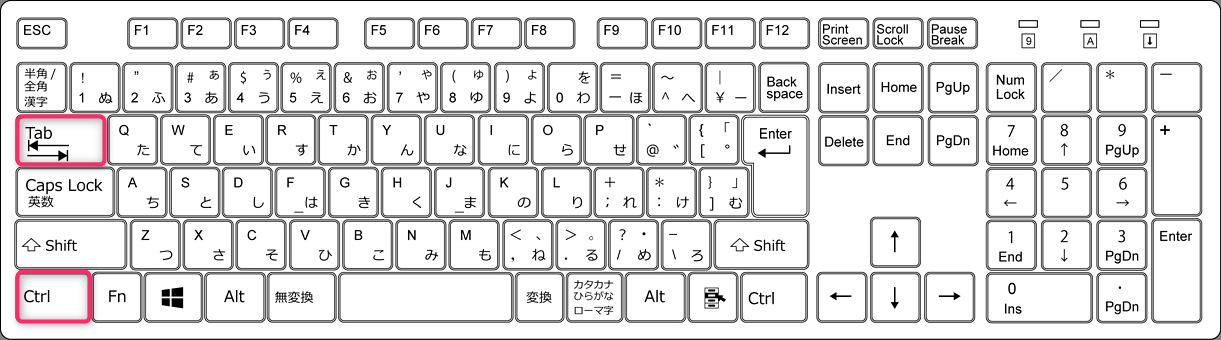 ESC F1 F2 F3 F4 F5 F6 F7 F8 F9 F10 F11 F12 Print Screen Scroll Lock Pause Break 9 A ⬇
半角/全角 漢字 ! 1 ぬ " 2 ふ # ぁ 3 あ $ ぅ 4 う % ぇ 5 え & ぉ 6 お ’ ゃ 7 や ( ゅ 8 ゆ ) ょ 9 よ を 0 わ = ー ほ ～ ^ へ | ￥ ー Back space Insert Home PgUp Num Lock ／ ＊ －
Tab Q た W て E い R す T か Y ん U な I に O ら P せ ` @ ゛ { 「 [ ゜ Enter Delete End PgDn 7 Home 8 ↑ 9 PgUp +
Caps Lock 英数 A ち S と D し F _は G き H く J _ま K の L り + ; れ * : け } 」 ] む 4 ← 5 6 →
Shift Z つ X さ C そ V ひ B こ N み M も < 、 , ね > 。 . る ? ・ / め _ \ ろ Shift ↑ 1 End 2 ↓ 3 PgDn Enter
Ctrl Fn Alt 無変換 変換 カタカナ ひらがな ローマ字 Alt Ctrl ← ↓ → 0 Ins . PgDn